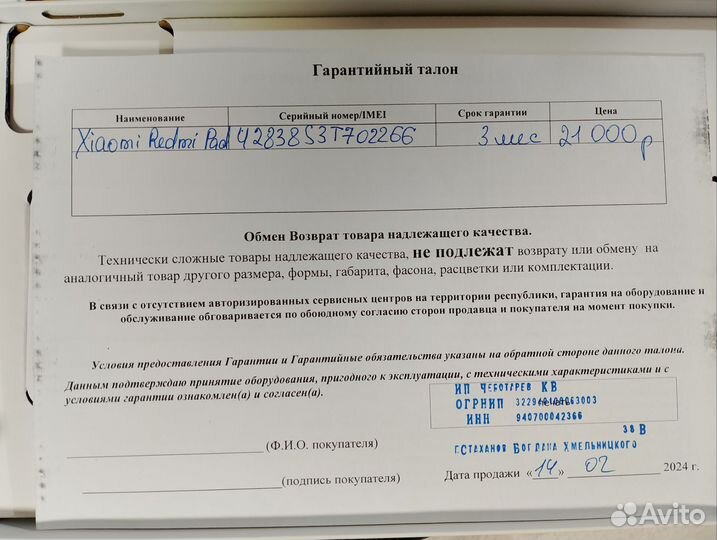 Гарантийный талон
Наименование Серийный номер/IMEI Срок гарантии Цена
Xiaomi Redmi Pad 42838S3T702266 3 мес 21 000 р
Обмен Возврат товара надлежащего качества.
Технически сложные товары надлежащего качества, не подлежат возврату или обмену на
аналогичный товар другого размера, формы, габарита, фасона, расцветки или комплектации.
В связи с отсутствием авторизированных сервисных центров на территории республики, гарантия на оборудование и
обслуживание обговаривается по обоюдному согласию сторон продавца и покупателя на момент покупки.
Условия предоставления Гарантии и Гарантийные обязательства указаны на обратной стороне данного талона.
Данным подтверждаю принятие оборудования, пригодного к эксплуатации, с техническими характеристиками и с
условиями гарантии ознакомлен(а) и согласен(а).
ИП ЧЕБОТАРЕВ КВ
ОГРНИП
ИНН 940700042366
38 В
Г.СТАХАНОВ БОГДАНА ХМЕЛЬНИЦКОГО
(Ф.И.О. покупателя)
(подпись покупателя)
Дата продажи «14» 02 2024 г.
Avito